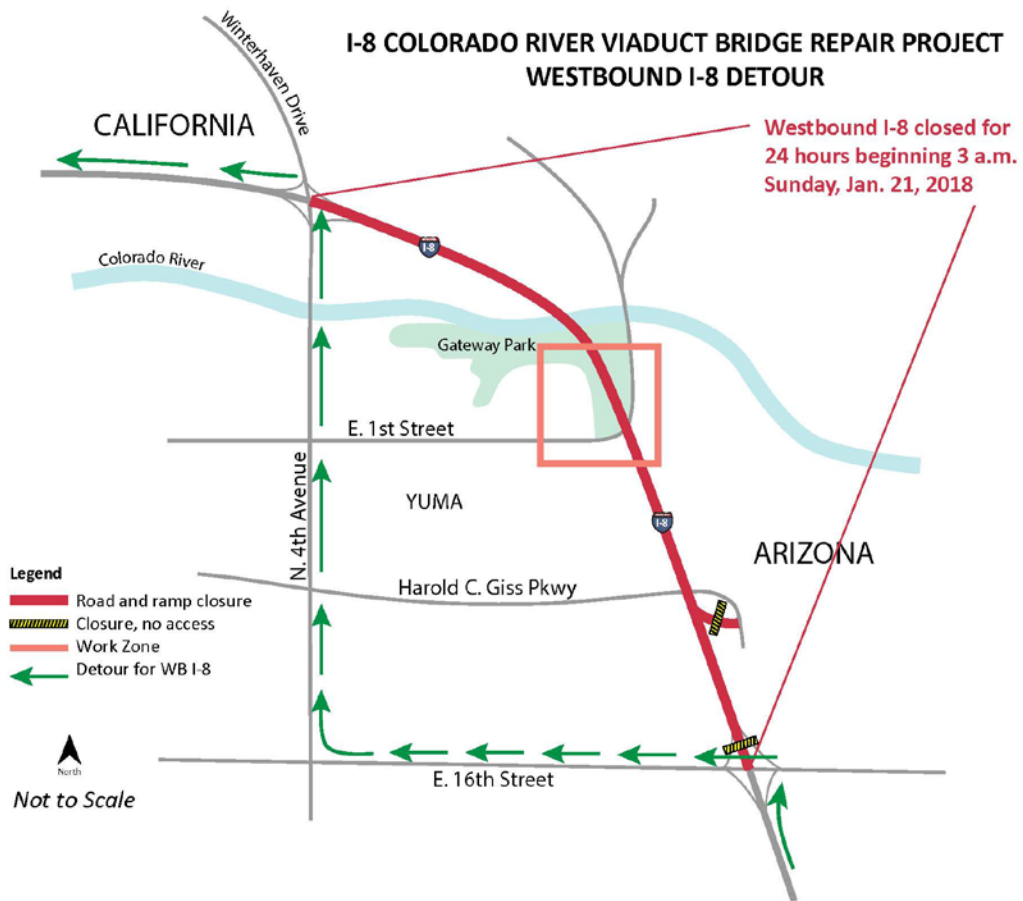 I-8 COLORADO RIVER VIADUCT BRIDGE REPAIR PROJECT
WESTBOUND I-8 DETOUR
Winterhaven Drive
CALIFORNIA
Westbound I-8 closed for
24 hours beginning 3 a.m.
Sunday, Jan. 21, 2018
I-8
Colorado River
Gateway Park
E. 1st Street
N. 4th Avenue
YUMA
I-8
ARIZONA
Harold C. Giss Pkwy
Legend
Road and ramp closure
Closure, no access
Work Zone
Detour for WB I-8
North
Not to Scale
E. 16th Street